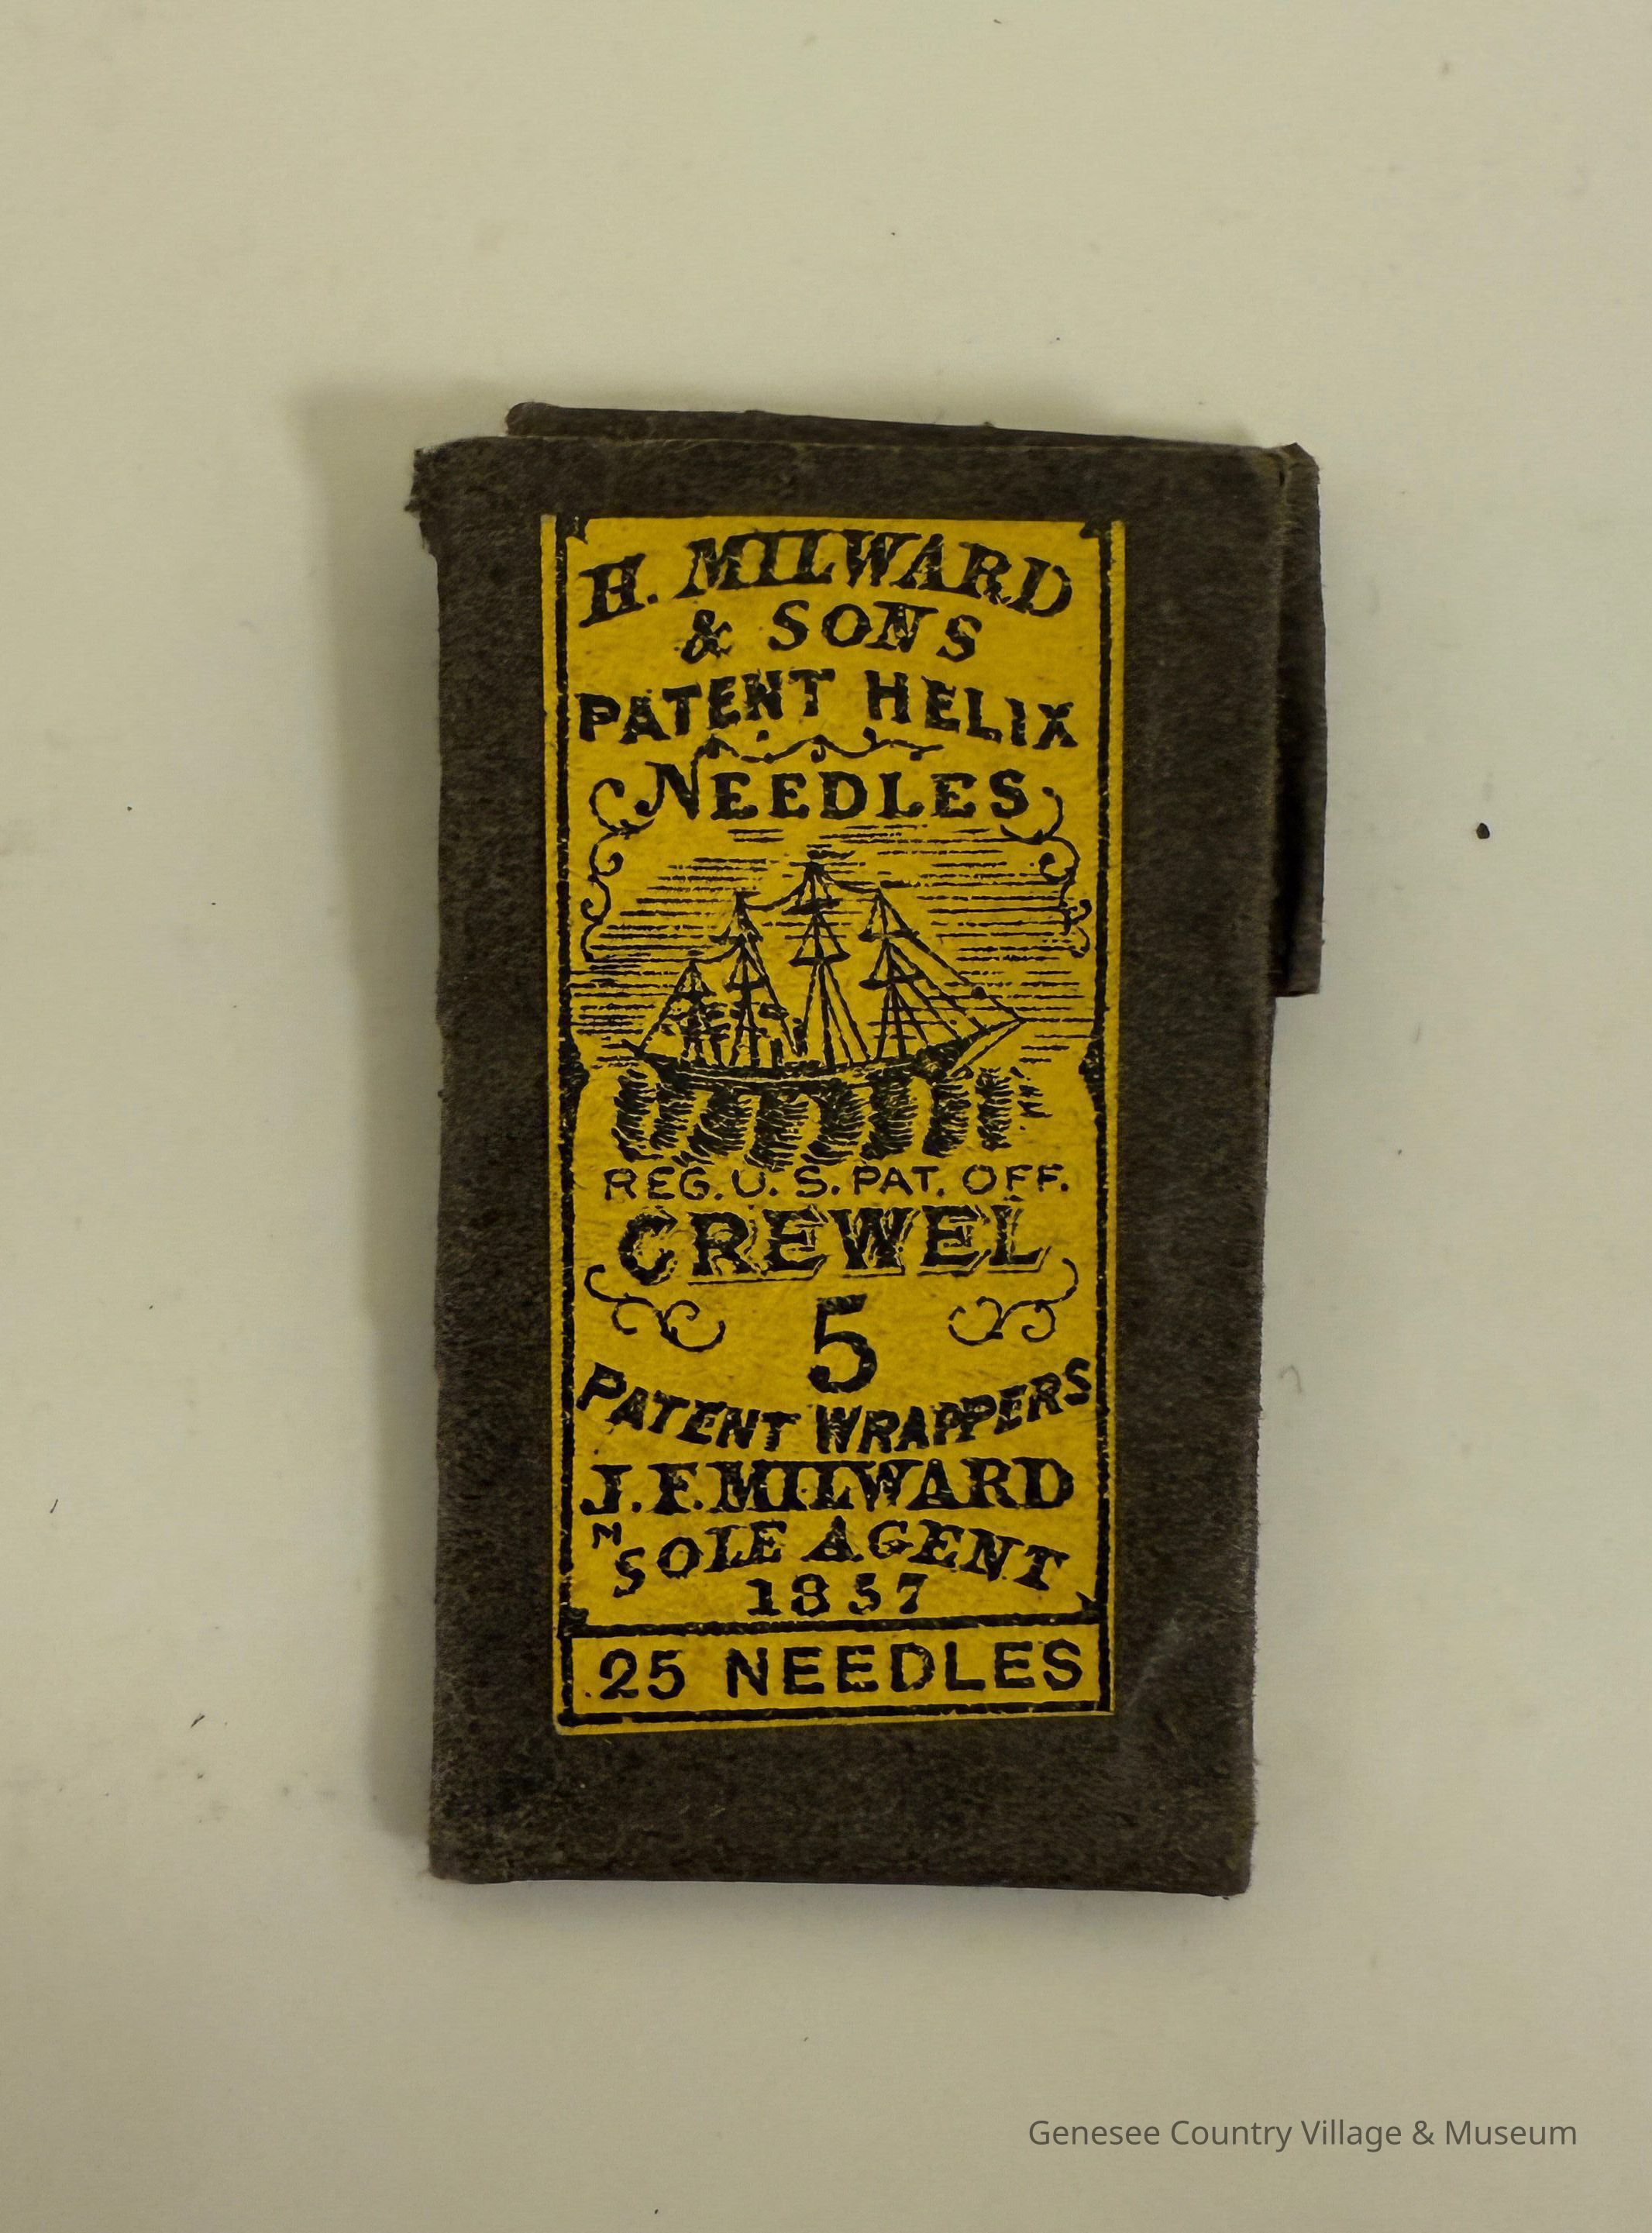 H. MILWARD
& SONS
PATENT HELIX
NEEDLES
REG. U. S. PAT. OFF.
CREWEL
5
PATENT WRAPPERS
J. F. MILWARD
N
SOLE AGENT
1857
25 NEEDLES
Genesee Country Village & Museum